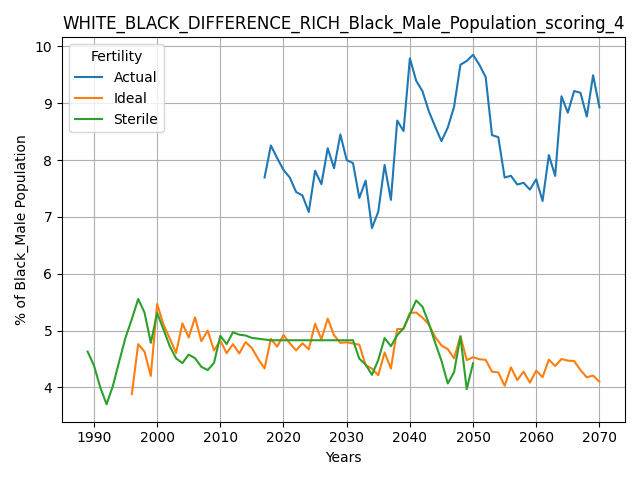 WHITE_BLACK_DIFFERENCE_RICH_Black_Male_Population_scoring_4
Fertility
Actual
Ideal
Sterile
% of Black_Male Population
10
9
8
7
6
5
4
1990 2000 2010 2020 2030 2040 2050 2060 2070
Years